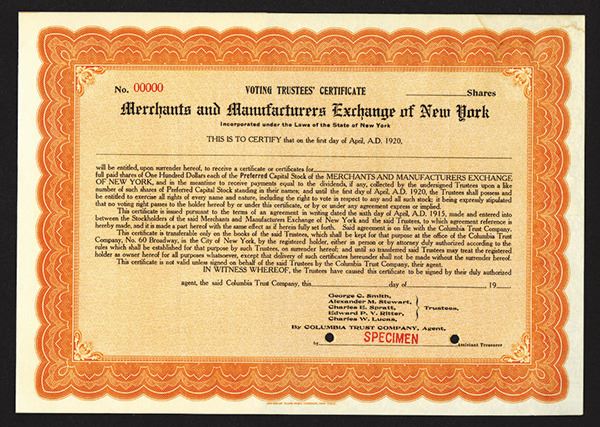 No. 00000 VOTING TRUSTEES' CERTIFICATE Shares
Merchants and Manufacturers Exchange of New York
Incorporated under the Laws of the State of New York
THIS IS TO CERTIFY that on the first day of April, A.D. 1920,
will be entitled, upon surrender hereof, to receive a certificate or certificates for
full paid shares of One Hundred Dollars each of the Preferred Capital Stock of the MERCHANTS AND MANUFACTURERS EXCHANGE
OF NEW YORK, and in the meantime to receive payments equal to the dividends, if any, collected by the undersigned Trustees upon a like
number of such shares of Preferred Capital Stock standing in their names; and until the first day of April, A.D. 1920, the Trustees shall possess and
be entitled to exercise all right of every name and nature, including the right to vote in respect to any and all such stock; it being expressly stipulated
that no voting right passes to the holder hereof by or under this certificate, or by or under any agreement express or implied.
This certificate is issued pursuant to the terms of an agreement in writing dated the sixth day of April, A.D. 1915, made and entered into
between the Stockholders of the said Merchants and Manufacturers Exchange of New York and the said Trustees, to which agreement reference is
hereby made, and it is made a part hereof with the same effect as if herein fully set forth. Said agreement is on file with the Columbia Trust Company.
This certificate is transferable only on the books of the said Trustees, which shall be kept for that purpose at the office of the Columbia Trust
Company, No. 60 Broadway, in the City of New York, by the registered holder, either in person or by attorney duly authorized according to the
rules which shall be established for that purpose by such Trustees, on surrender hereof; and until so transferred said Trustees may treat the registered
holder as owner hereof for all purposes whatsoever, except that delivery of such certificates hereunder shall not be made without the surrender hereof.
This certificate is not valid unless signed on behalf of the said Trustees by the Columbia Trust Company, their agent.
IN WITNESS WHEREOF, the Trustees have caused this certificate to be signed by their duly authorized
agent, the said Columbia Trust Company, this day of 19
George C. Smith,
Alexander M. Stewart,
Charles E. Spratt, Trustees,
Edward P. V. Ritter,
Charles W. Lucas,
By COLUMBIA TRUST COMPANY, Agent,
by SPECIMEN Assistant Treasurer